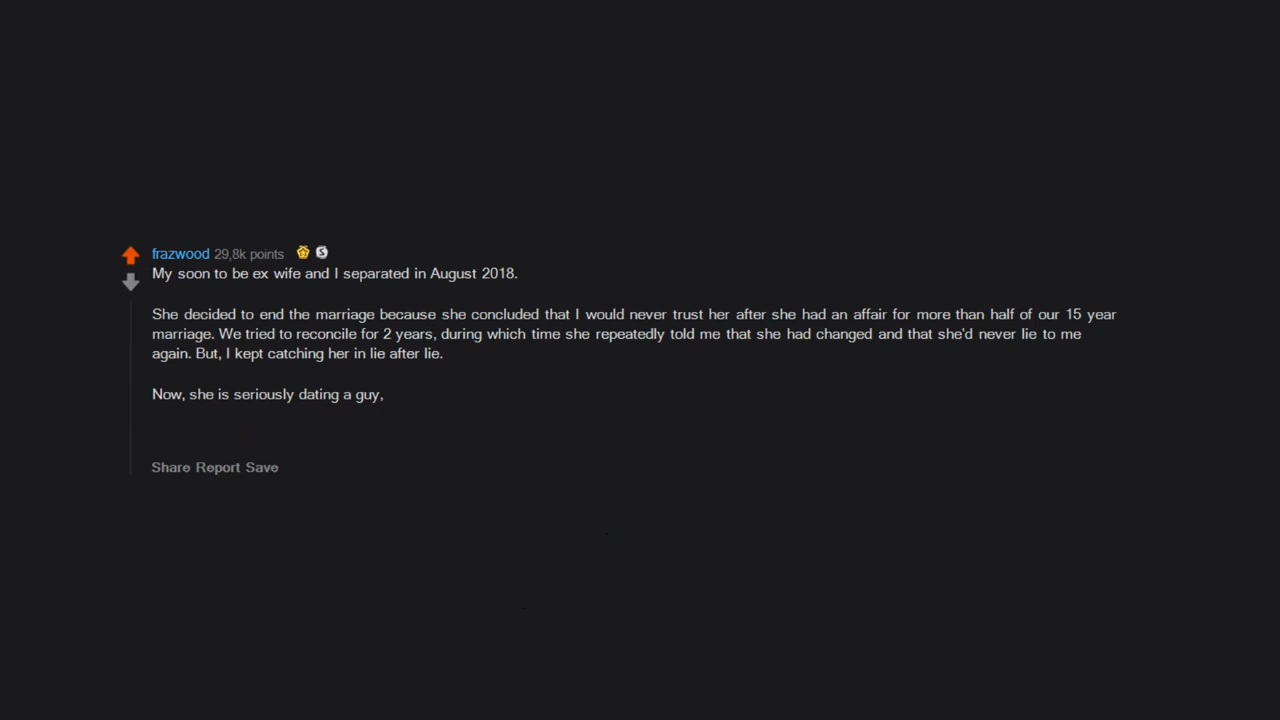 frazwood 29,8k points
My soon to be ex wife and I separated in August 2018.
She decided to end the marriage because she concluded that I would never trust her after she had an affair for more than half of our 15 year
marriage. We tried to reconcile for 2 years, during which time she repeatedly told me that she had changed and that she'd never lie to me
again. But, I kept catching her in lie after lie.
Now, she is seriously dating a guy,
Share Report Save